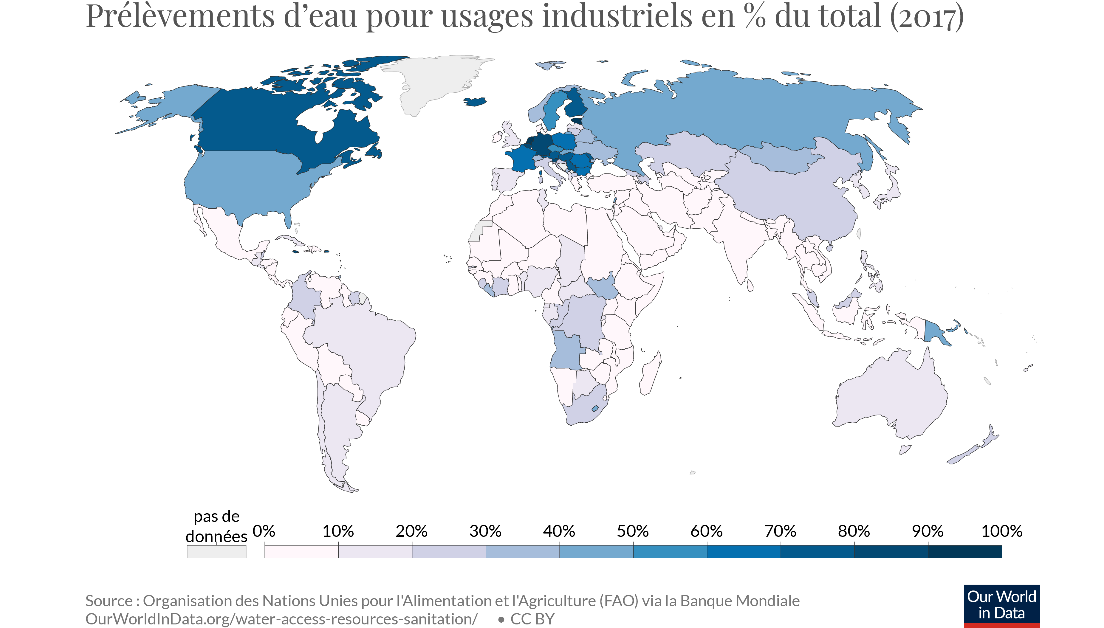 Prélèvements d’eau pour usages industriels en % du total (2017)
pas de
données
0% 10% 20% 30% 40% 50% 60% 70% 80% 90% 100%
Source : Organisation des Nations Unies pour l'Alimentation et l'Agriculture (FAO) via la Banque Mondiale
OurWorldInData.org/water-access-resources-sanitation/ • CC BY
Our World
in Data